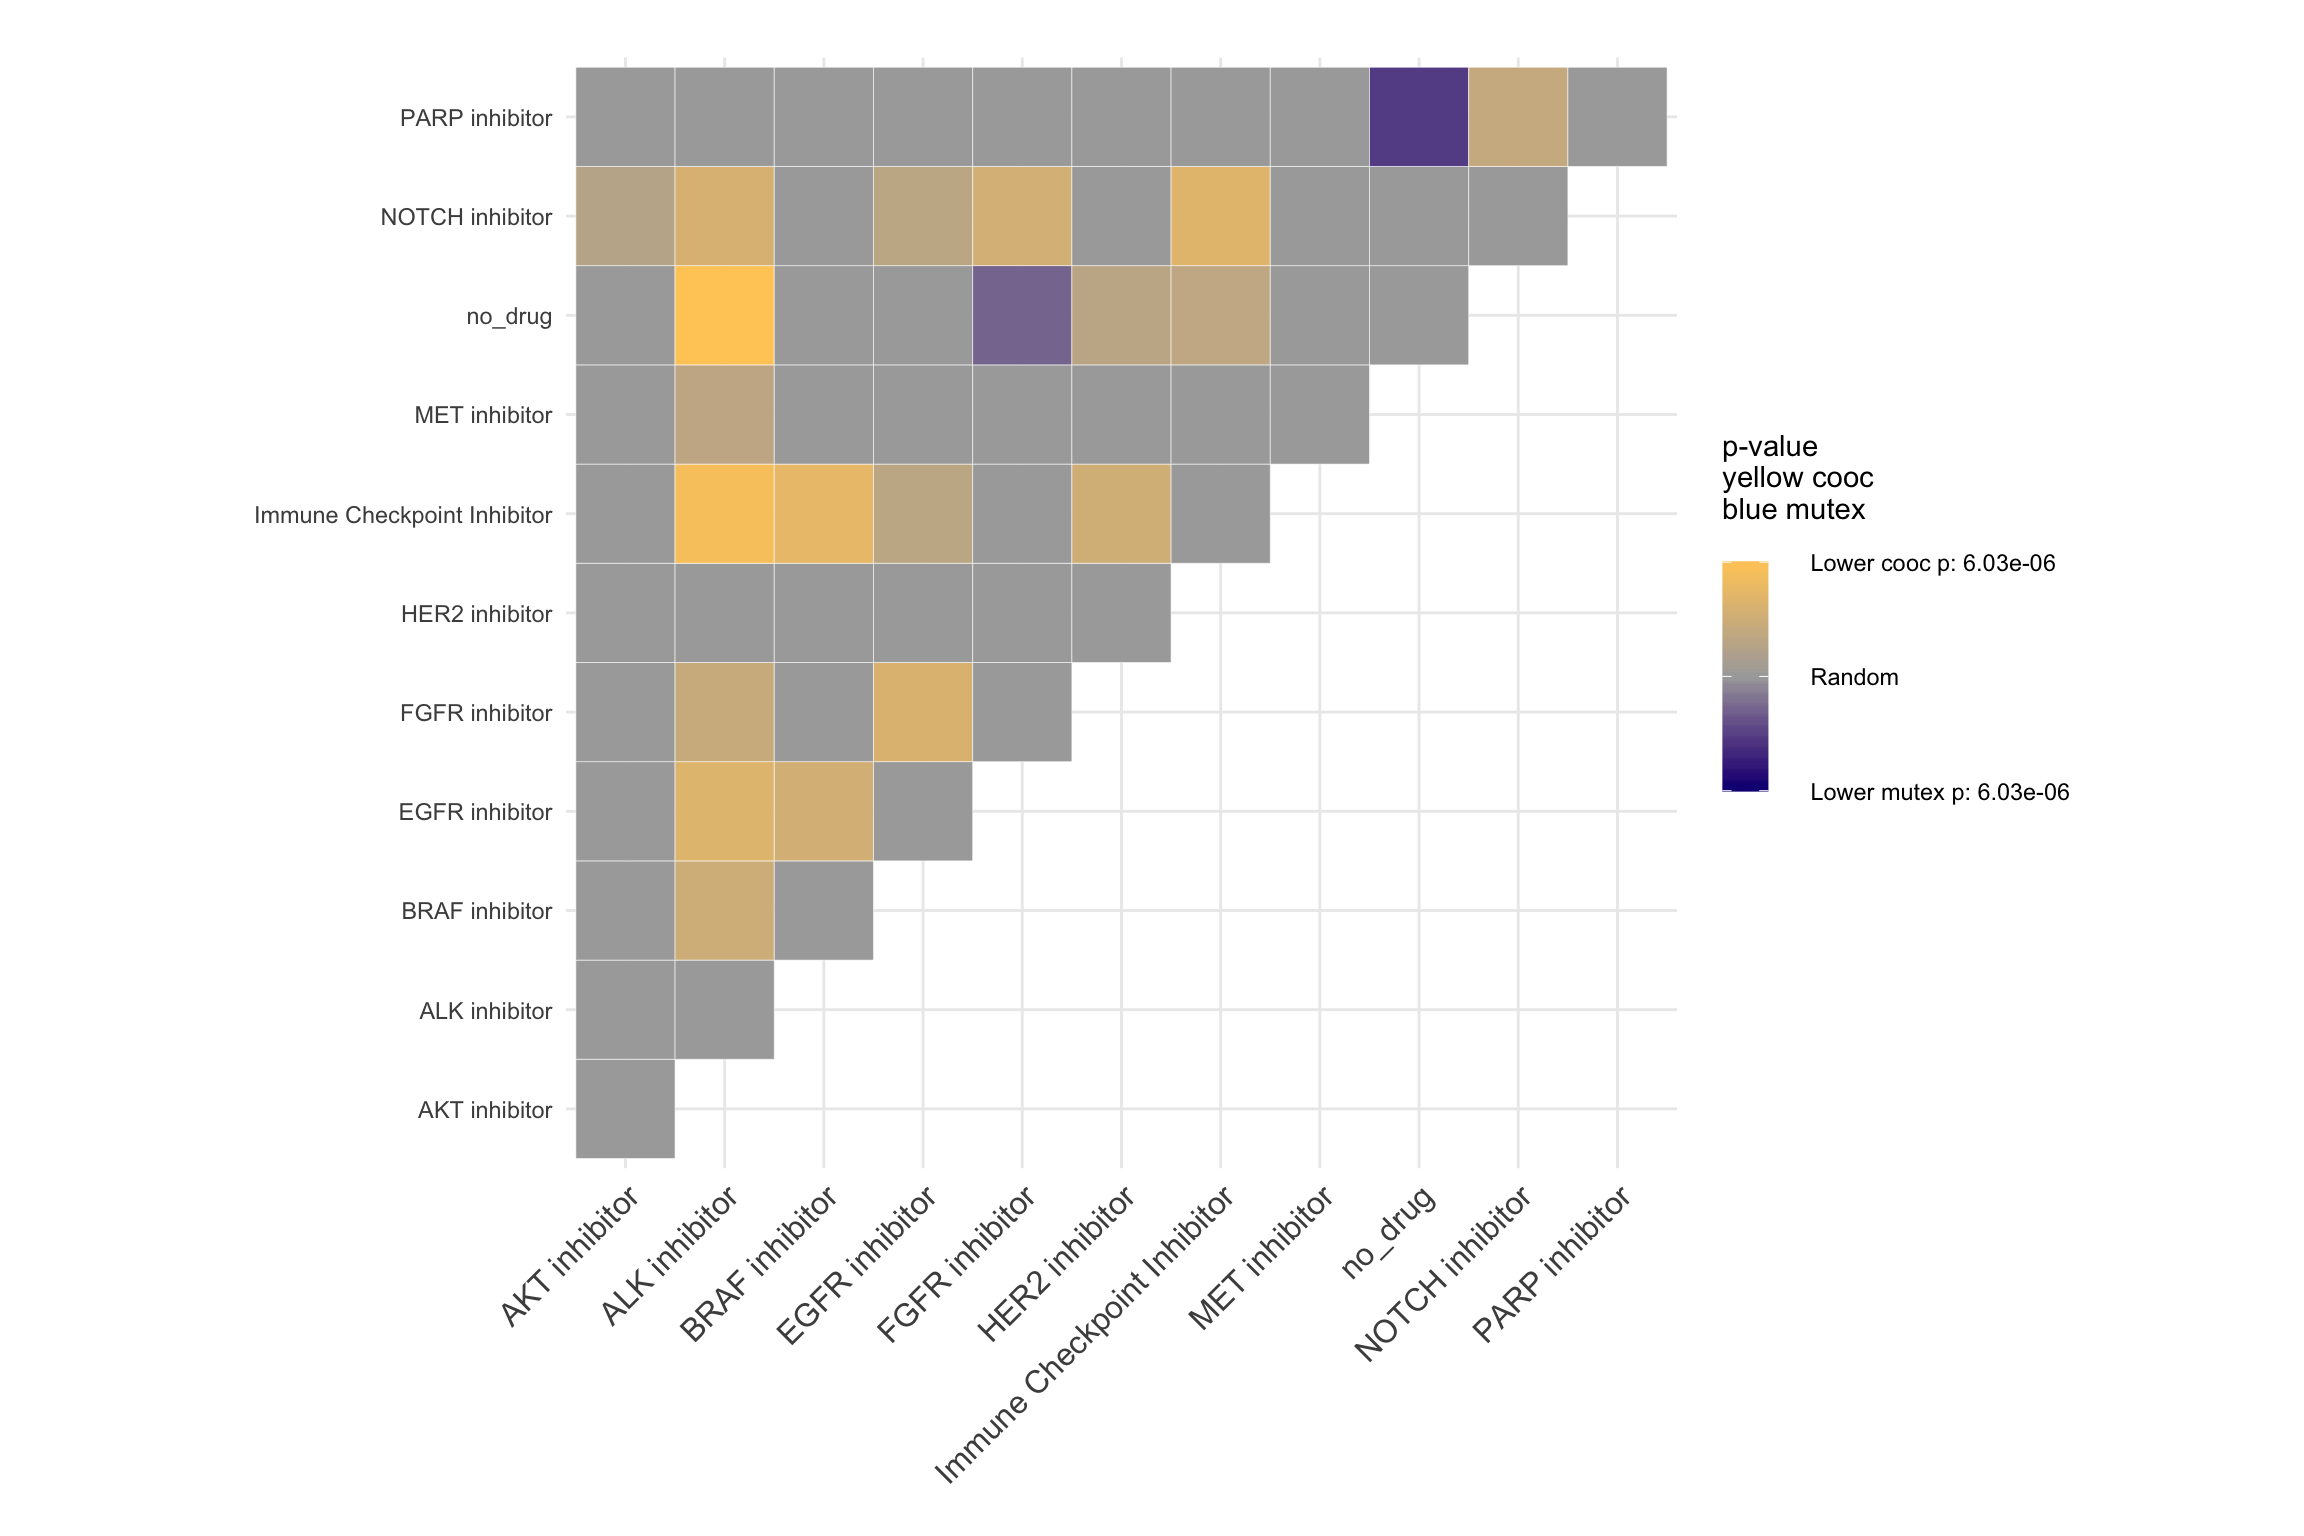 PARP inhibitor
NOTCH inhibitor
no_drug
MET inhibitor
Immune Checkpoint Inhibitor
HER2 inhibitor
FGFR inhibitor
EGFR inhibitor
BRAF inhibitor
ALK inhibitor
AKT inhibitor
AKT inhibitor
ALK inhibitor
BRAF inhibitor
EGFR inhibitor
FGFR inhibitor
HER2 inhibitor
Immune Checkpoint Inhibitor
MET inhibitor
no_drug
NOTCH inhibitor
PARP inhibitor
p-value
yellow cooc
blue mutex
Lower cooc p: 6.03e-06
Random
Lower mutex p: 6.03e-06